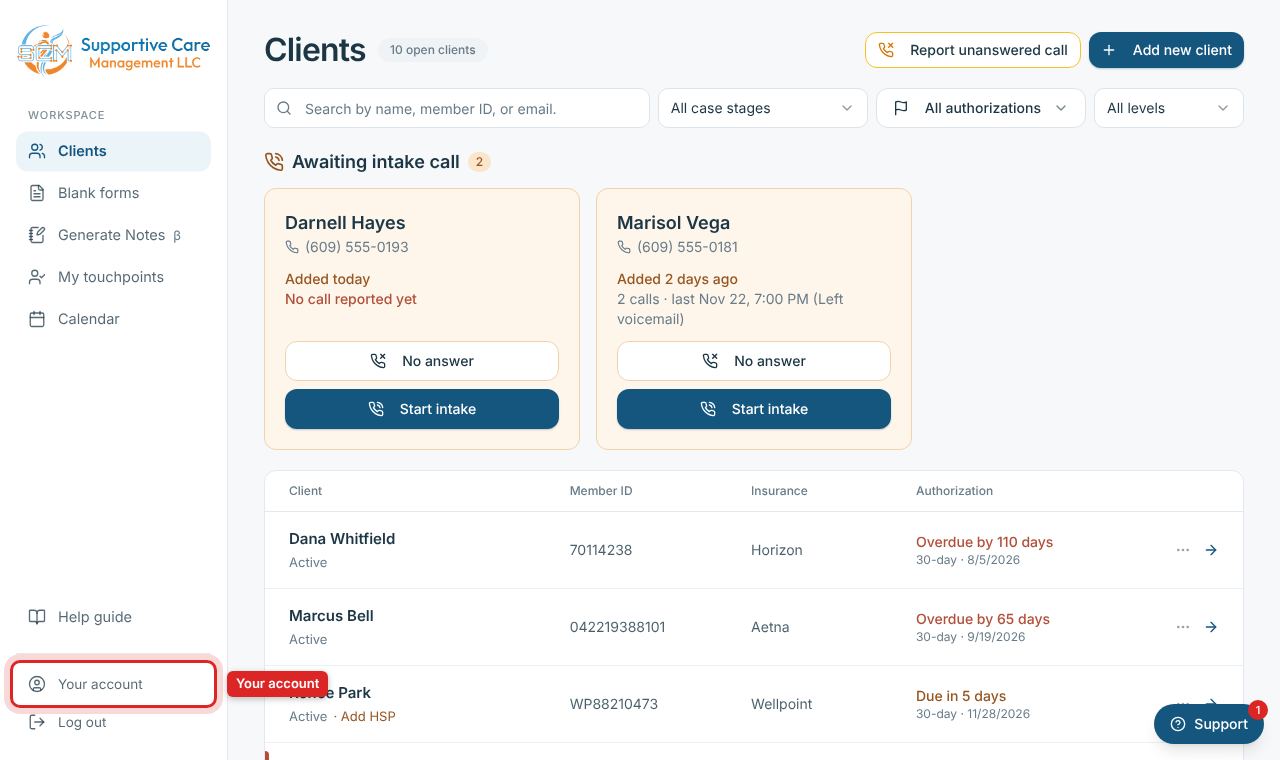 SCM
Supportive Care
Management LLC
WORKSPACE
Clients
Blank forms
Generate Notes β
My touchpoints
Calendar
Help guide
Your account
Log out
Your account
Clients
10 open clients
Report unanswered call
Add new client
Search by name, member ID, or email.
All case stages
All authorizations
All levels
Awaiting intake call 2
Darnell Hayes
(609) 555-0193
Added today
No call reported yet
No answer
Start intake
Marisol Vega
(609) 555-0181
Added 2 days ago
2 calls · last Nov 22, 7:00 PM (Left
voicemail)
No answer
Start intake
Client Member ID Insurance Authorization
Dana Whitfield
Active
70114238
Horizon
Overdue by 110 days
30-day · 8/5/2026
Marcus Bell
Active
042219388101
Aetna
Overdue by 65 days
30-day · 9/19/2026
Park
Active · Add HSP
WP88210473
Wellpoint
Due in 5 days
30-day · 11/28/2026
Support
1